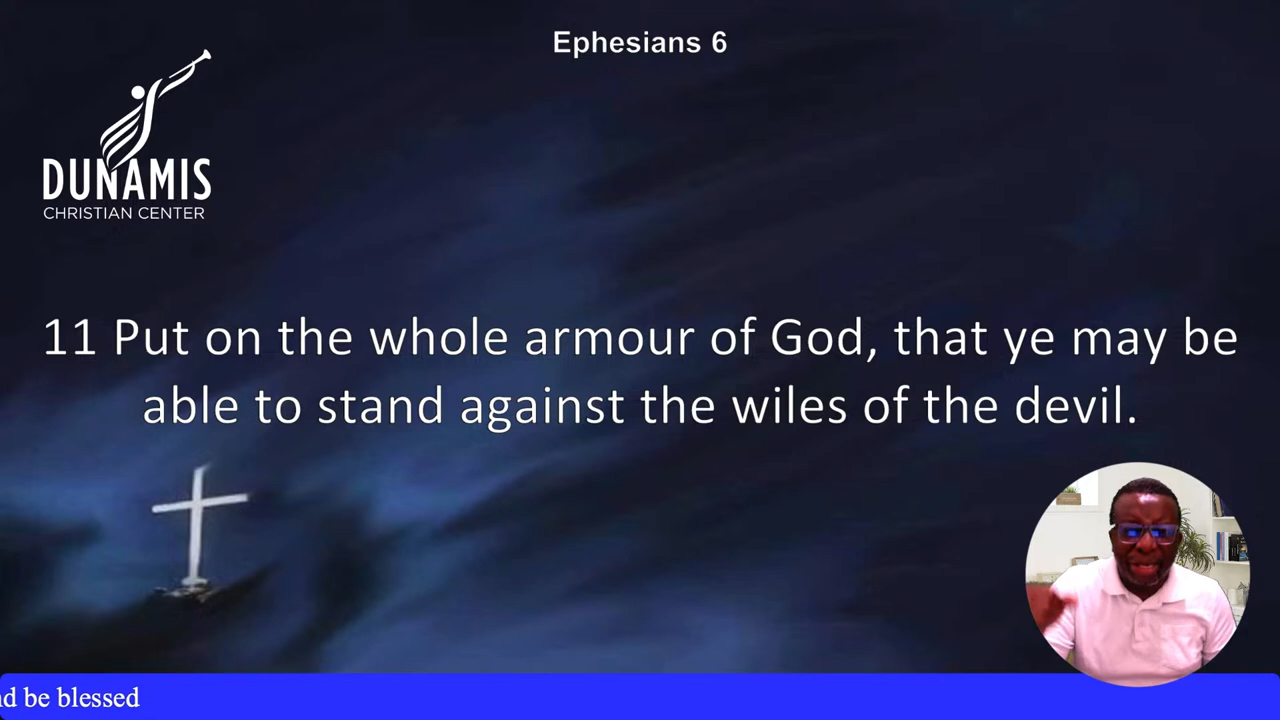 Ephesians 6
DUNAMIS
CHRISTIAN CENTER
11 Put on the whole armour of God, that ye may be
able to stand against the wiles of the devil.
d be blessed